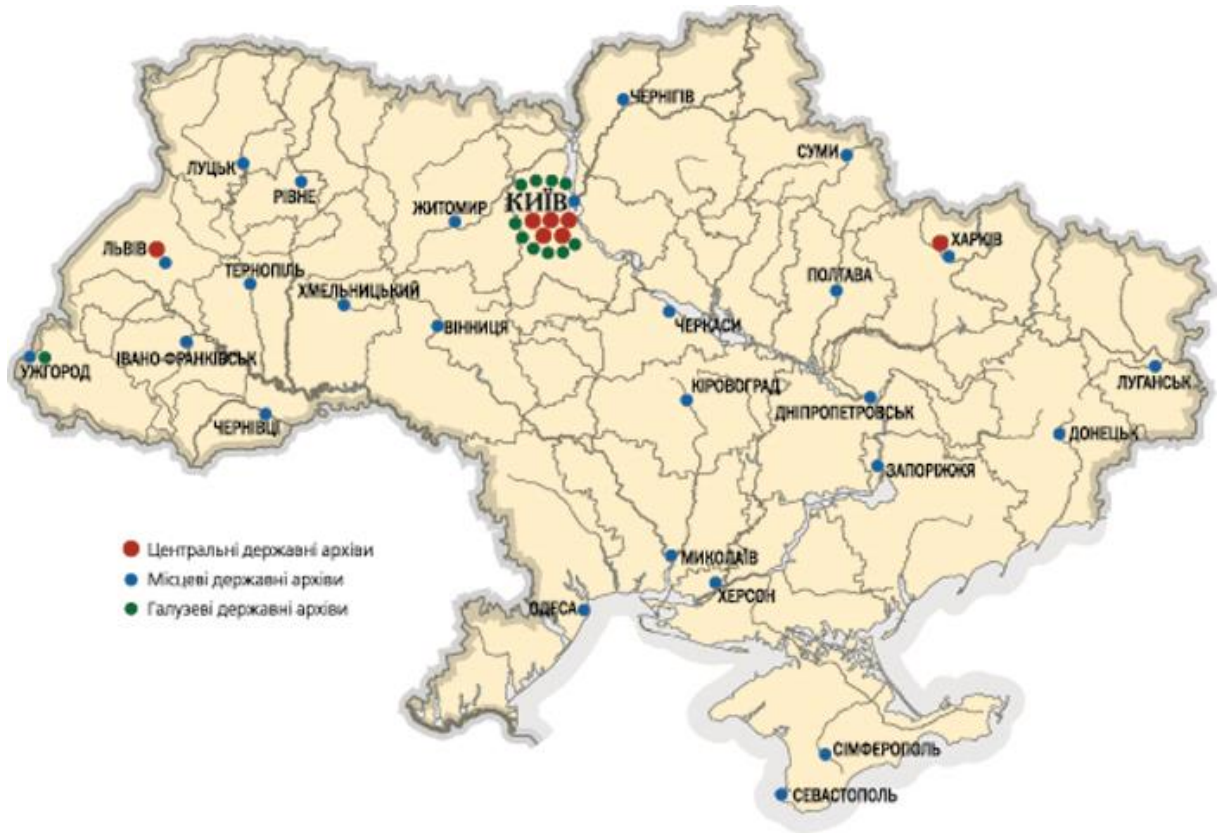 ЧЕРНІГІВ
СУМИ
ЛУЦЬК
РІВНЕ
КИЇВ
ЖИТОМИР
ЛЬВІВ
ХАРКІВ
ТЕРНОПІЛЬ
ХМЕЛЬНИЦЬКИЙ
ПОЛТАВА
ВІННИЦЯ
ЧЕРКАСИ
УЖГОРОД
ІВАНО-ФРАНКІВСЬК
КІРОВОГРАД
ЛУГАНСЬК
ДНІПРОПЕТРОВСЬК
ЧЕРНІВЦІ
ДОНЕЦЬК
ЗАПОРІЖЖЯ
Центральні державні архіви
Місцеві державні архіви
Галузеві державні архіви
МИКОЛАЇВ
ХЕРСОН
ОДЕСА
СІМФЕРОПОЛЬ
СЕВАСТОПОЛЬ